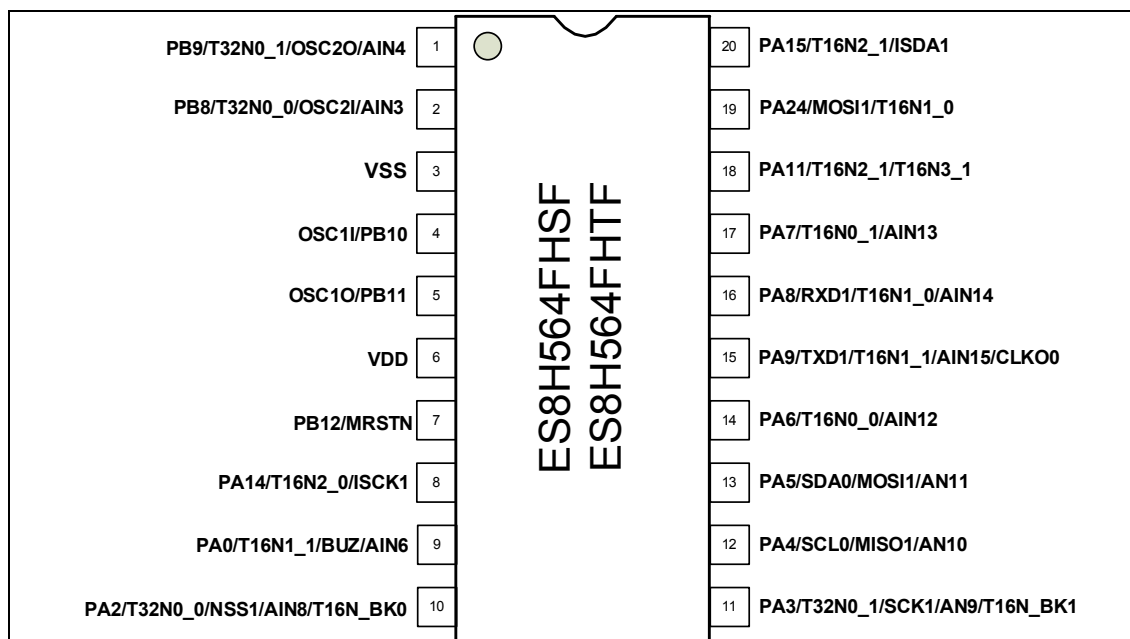 PB9/T32N0_1/OSC2O/AIN4 1
PB8/T32N0_0/OSC2I/AIN3 2
VSS 3
OSC1I/PB10 4
OSC1O/PB11 5
VDD 6
PB12/MRSTN 7
PA14/T16N2_0/ISCK1 8
PA0/T16N1_1/BUZ/AIN6 9
PA2/T32N0_0/NSS1/AIN8/T16N_BK0 10
ES8H564FHSF
ES8H564FHTF
20 PA15/T16N2_1/ISDA1
19 PA24/MOSI1/T16N1_0
18 PA11/T16N2_1/T16N3_1
17 PA7/T16N0_1/AIN13
16 PA8/RXD1/T16N1_0/AIN14
15 PA9/TXD1/T16N1_1/AIN15/CLKO0
14 PA6/T16N0_0/AIN12
13 PA5/SDA0/MOSI1/AN11
12 PA4/SCL0/MISO1/AN10
11 PA3/T32N0_1/SCK1/AN9/T16N_BK1